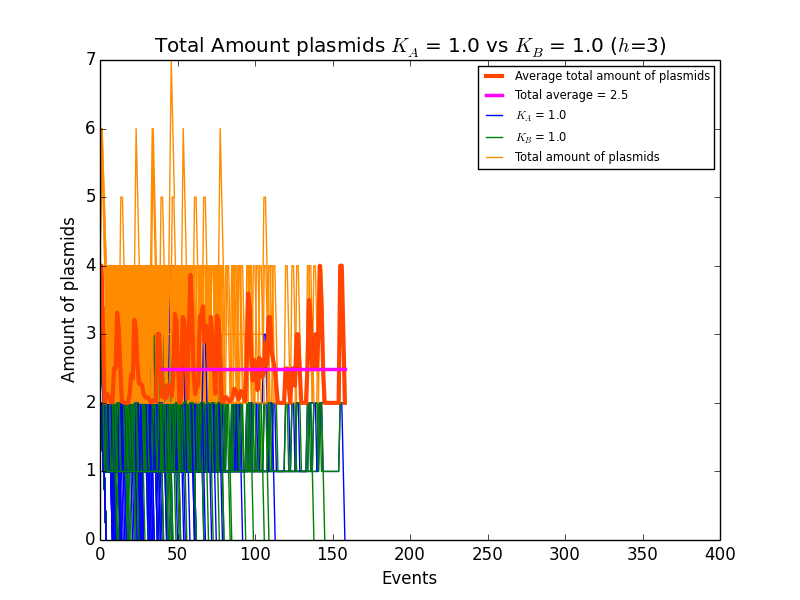 Total Amount plasmids K_A = 1.0 vs K_B = 1.0 (h=3)
7
6
5
4
3
2
1
0
Amount of plasmids
Average total amount of plasmids
Total average = 2.5
K_A = 1.0
K_B = 1.0
Total amount of plasmids
0 50 100 150 200 250 300 350 400
Events